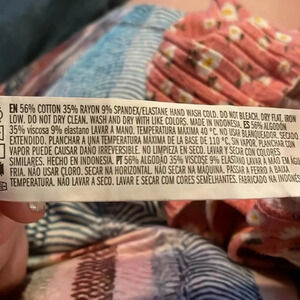 EN 56% COTTON 35% RAYON 9% SPANDEX/ELASTANE HAND WASH COLD. DO NOT BLEACH. DRY FLAT, IRON
LOW. DO NOT DRY CLEAN. WASH AND DRY WITH LIKE COLORS. MADE IN INDONESIA. ES 56% ALGODÓN
35% viscosa 9% elastano LAVAR A MANO, TEMPERATURA MÁXIMA 40 ºC. NO USAR BLANQUEADOR. SECADO
EXTENDIDO. PLANCHAR A UNA TEMPERATURA MÁXIMA DE LA BASE DE 110 ºC, SIN VAPOR. PLANCHAR CON
VAPOR PUEDE CAUSAR DAÑO IRREVERSIBLE. NO LIMPIEZA EN SECO. LAVAR Y SECAR CON COLORES
SIMILARES. HECHO EN INDONESIA. PT 56% ALGODÃO 35% VISCOSE 9% ELASTANO LAVAR À MÃO EM ÁGUA
FRIA. NÃO USAR CLORO. SECAR NA HORIZONTAL. NÃO SECAR NA MÁQUINA. PASSAR A FERRO A BAIXA
TEMPERATURA. NÃO LAVAR A SECO. LAVAR E SECAR COM CORES SEMELHANTES. FABRICADO NA INDONÉS